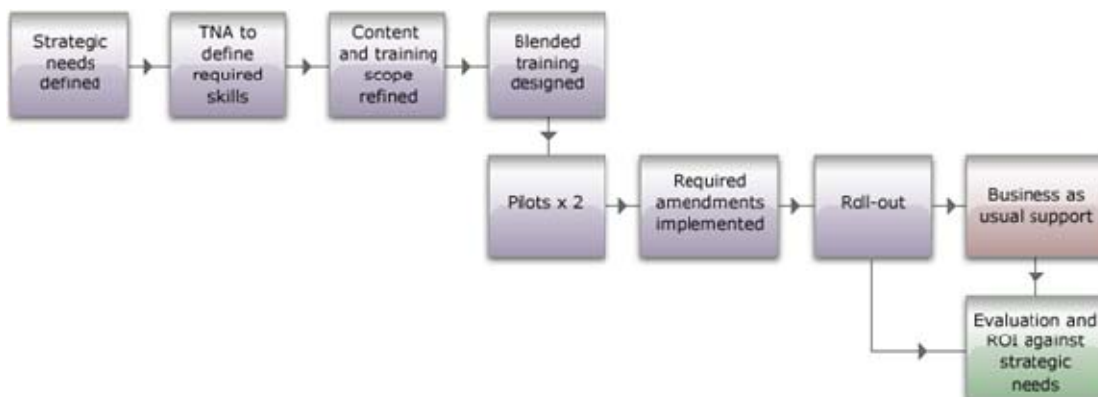 Strategic
needs
defined
TNA to
define
required
skills
Content
and training
scope
refined
Blended
training
designed
Pilots x 2
Required
amendments
implemented
Roll-out
Business as
usual support
Evaluation and
ROI against
strategic
needs